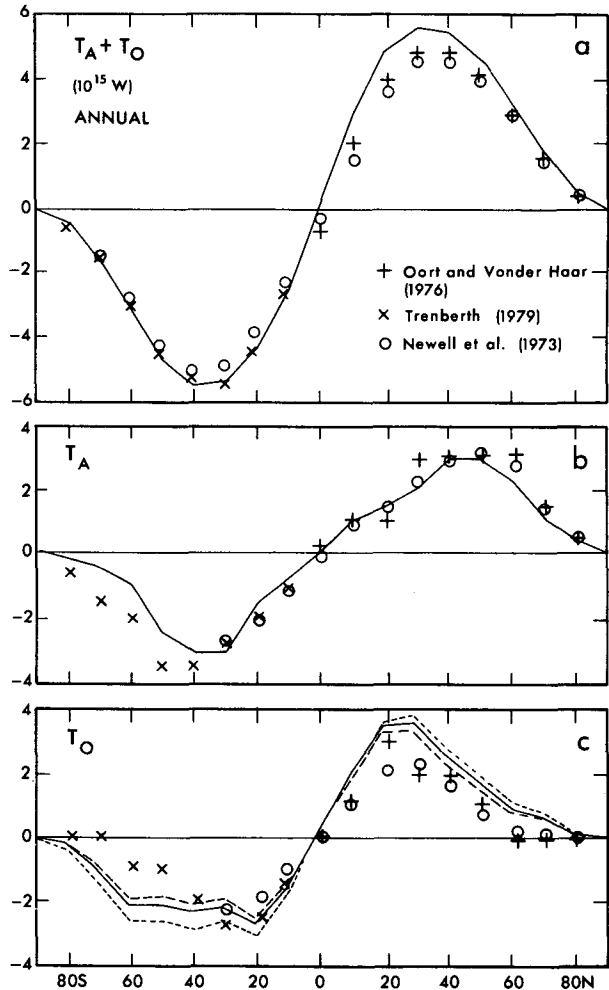 6
4
2
0
−2
−4
−6
T_A + T_O
(10^15 W)
ANNUAL
a
+ Oort and Vonder Haar
(1976)
× Trenberth (1979)
O Newell et al. (1973)
4
2
0
−2
−4
T_A
b
4
2
0
−2
−4
T_O
c
80S 60 40 20 0 20 40 60 80N